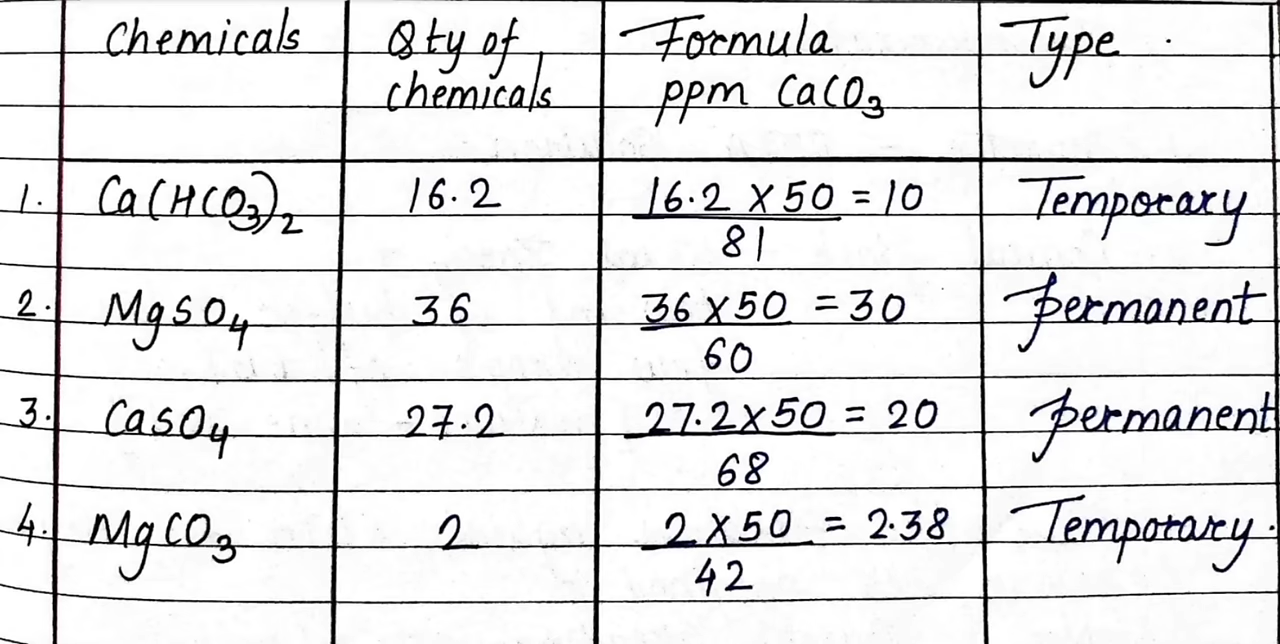 Chemicals Qty of chemicals Formula ppm CaCO3 Type .
1. Ca(HCO3)2 16.2 16.2 X 50 / 81 = 10 Temporary
2. MgSO4 36 36 X 50 / 60 = 30 permanent
3. CaSO4 27.2 27.2 X 50 / 68 = 20 permanent
4. MgCO3 2 2 X 50 / 42 = 2.38 Temporary.